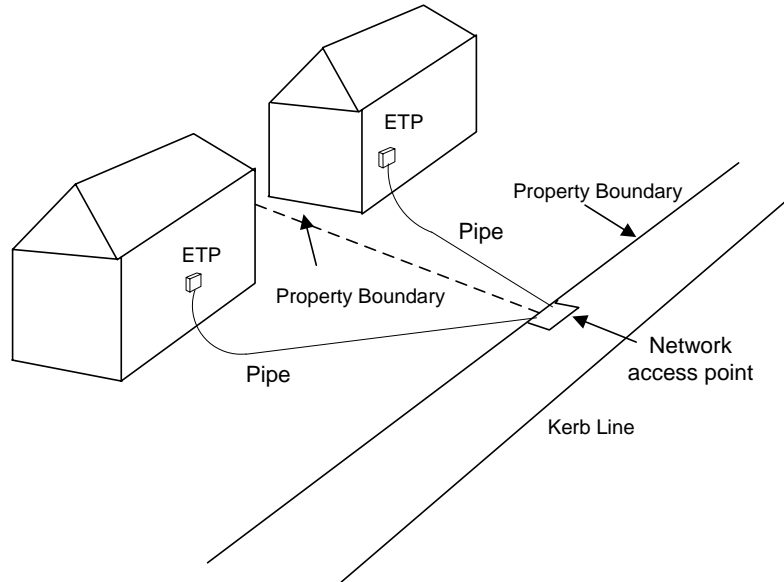 ETP
Property Boundary
Pipe
ETP
Property Boundary
Network
access point
Pipe
Kerb Line